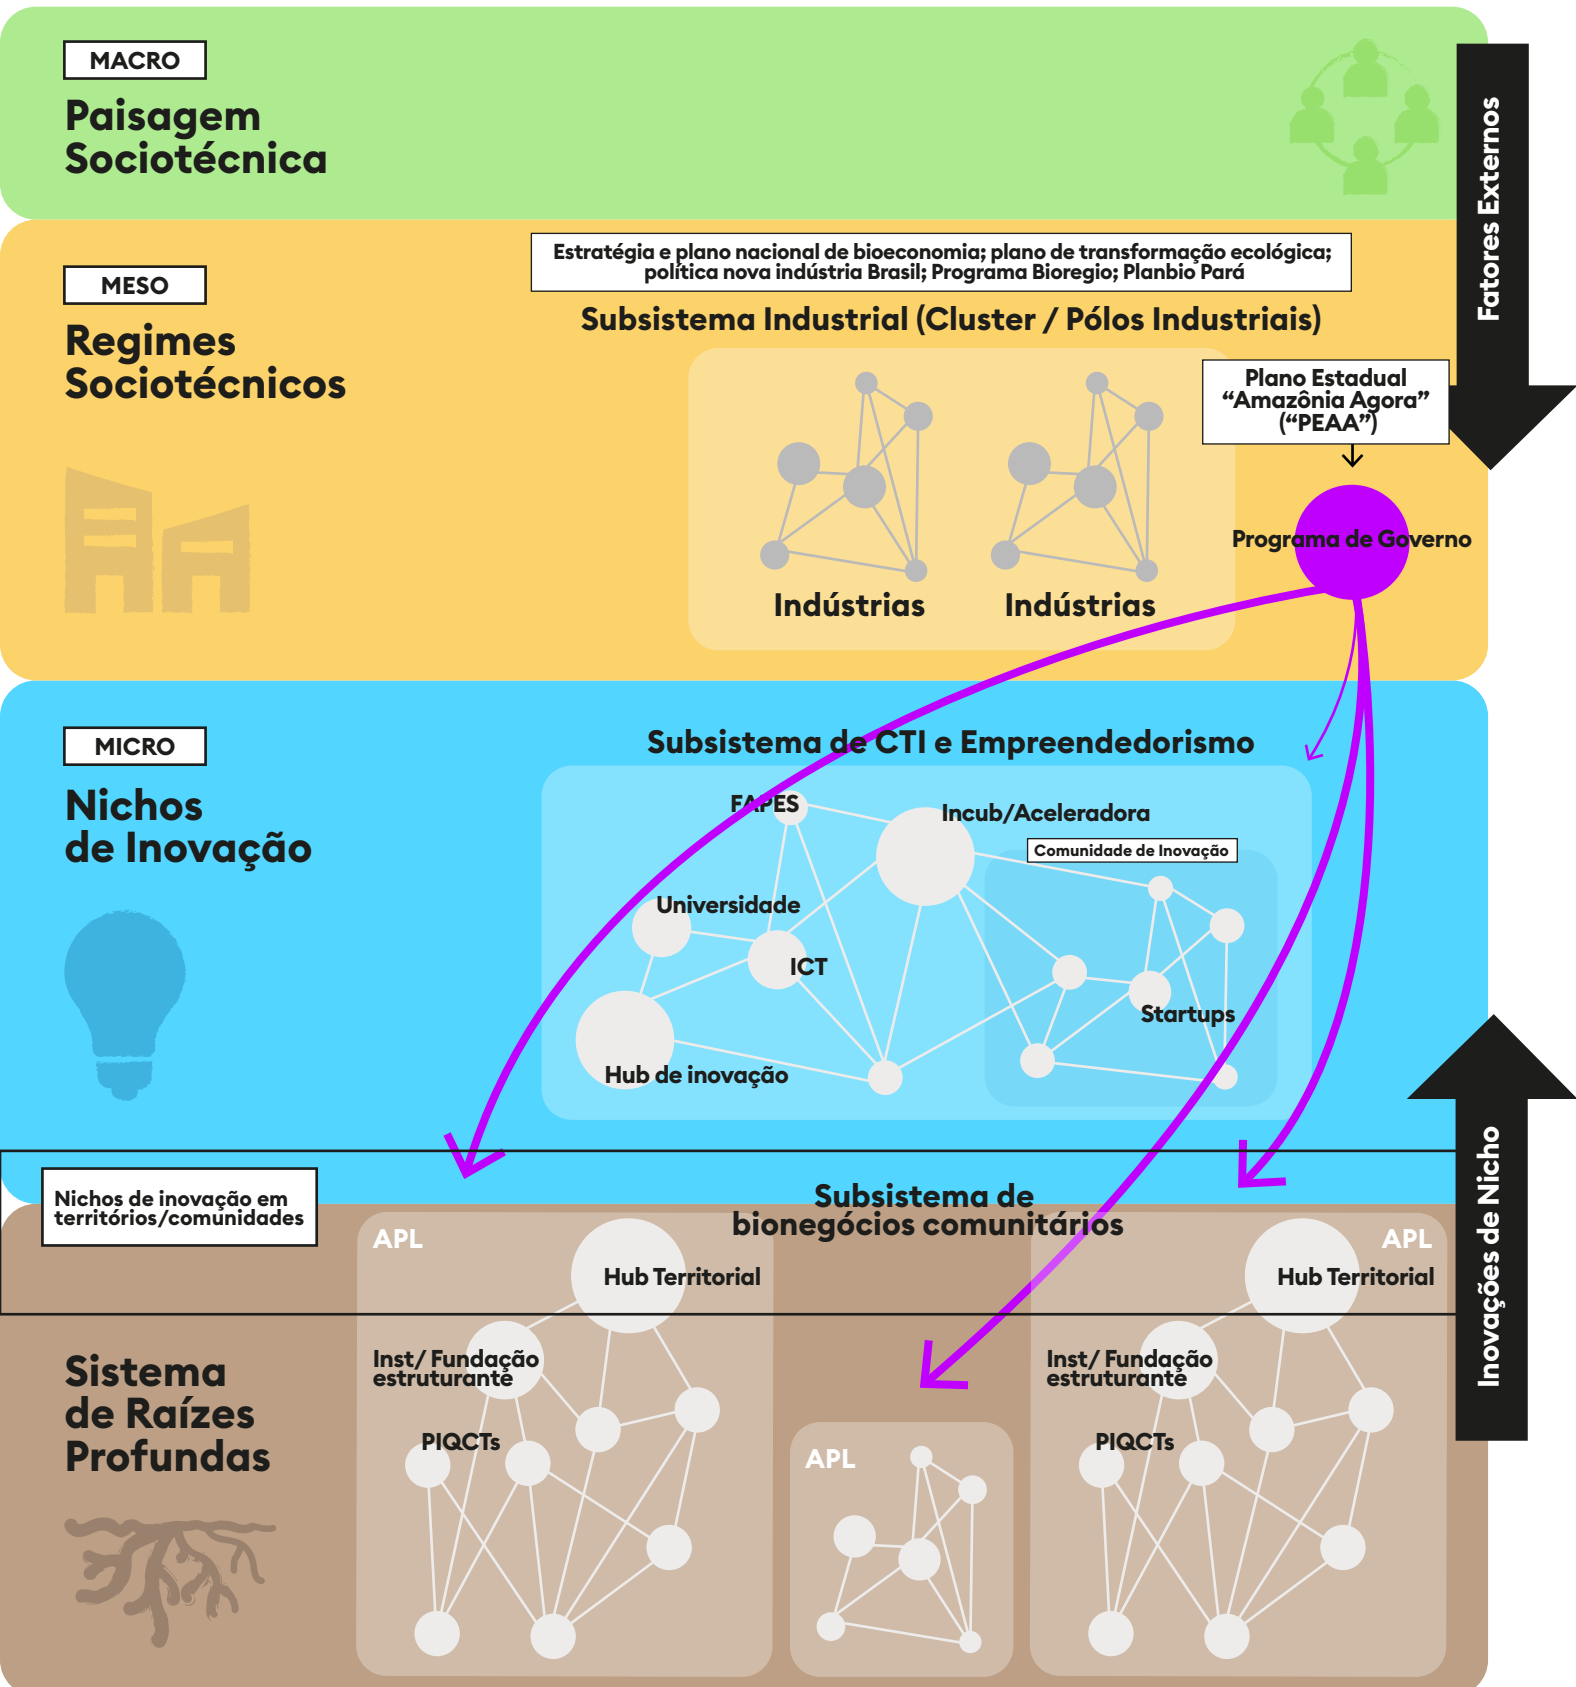 MACRO
Paisagem
Sociotécnica
Fatores Externos
MESO
Regimes
Sociotécnicos
Estratégia e plano nacional de bioeconomia; plano de transformação ecológica;
política nova indústria Brasil; Programa Bioregio; Planbio Pará
Subsistema Industrial (Cluster / Pólos Industriais)
Plano Estadual
“Amazônia Agora”
(“PEAA”)
Programa de Governo
Indústrias
Indústrias
MICRO
Nichos
de Inovação
Subsistema de CTI e Empreendedorismo
FAPES
Incub/Aceleradora
Comunidade de Inovação
Universidade
ICT
Startups
Hub de inovação
Inovações de Nicho
Nichos de inovação em
territórios/comunidades
Subsistema de
bionegócios comunitários
APL
Hub Territorial
APL
Hub Territorial
Sistema
de Raízes
Profundas
Inst/ Fundação
estruturante
PIQCTs
APL
Inst/ Fundação
estruturante
PIQCTs